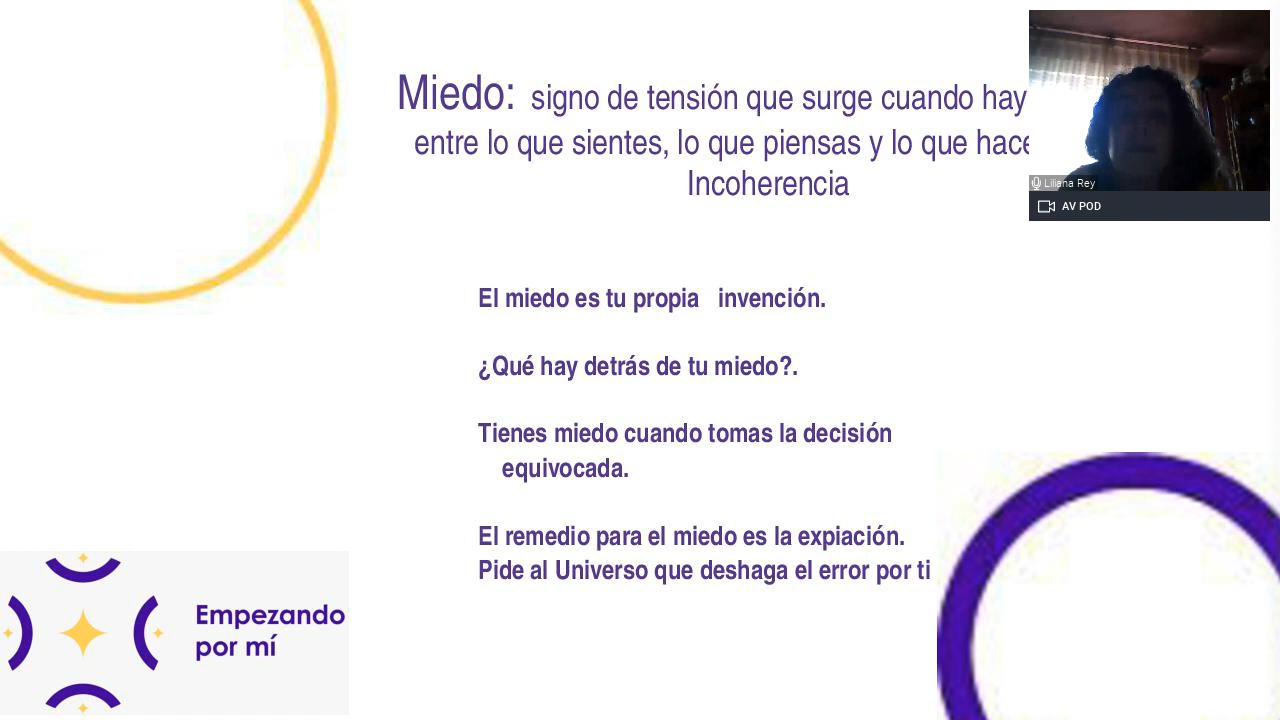 Miedo: signo de tensión que surge cuando hay
entre lo que sientes, lo que piensas y lo que hace
Incoherencia
Liliana Rey
AV POD
El miedo es tu propia invención.
¿Qué hay detrás de tu miedo?.
Tienes miedo cuando tomas la decisión
equivocada.
El remedio para el miedo es la expiación.
Pide al Universo que deshaga el error por ti
Empezando
por mí